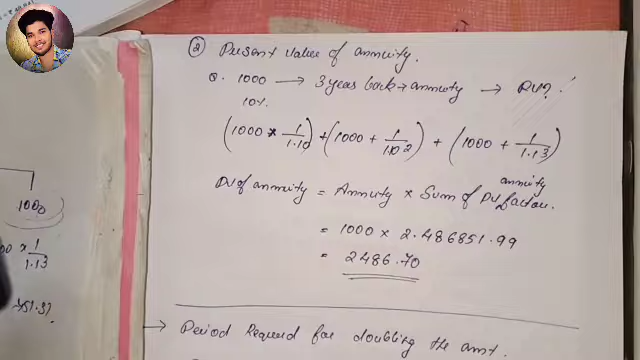 ② Present value of annuity.
Q. 1000 → 3 years back → annuity → PV?
10%
(1000 * 1/1.10) + (1000 + 1/1.10²) + (1000 + 1/1.1^3)
PV of annuity = Annuity × Sum of PV annuity factor.
= 1000 × 2.486851.99
= 2486.70
→ Period Required for doubling the amt.
1000
× 1/1.13